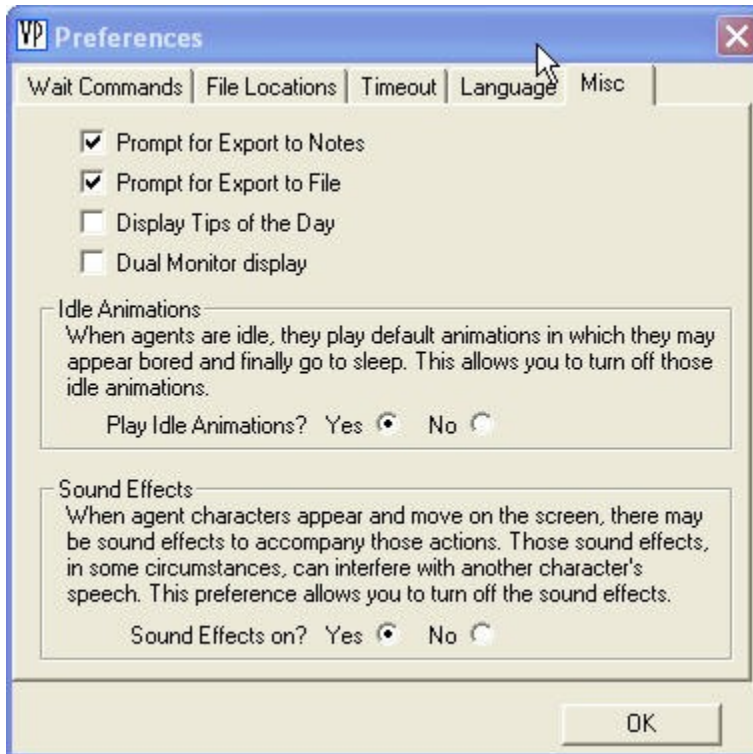 VP Preferences
Wait Commands File Locations Timeout Language Misc
Prompt for Export to Notes
Prompt for Export to File
Display Tips of the Day
Dual Monitor display
Idle Animations
When agents are idle, they play default animations in which they may
appear bored and finally go to sleep. This allows you to turn off those
idle animations.
Play Idle Animations? Yes No
Sound Effects
When agent characters appear and move on the screen, there may
be sound effects to accompany those actions. Those sound effects,
in some circumstances, can interfere with another character's
speech. This preference allows you to turn off the sound effects.
Sound Effects on? Yes No
OK